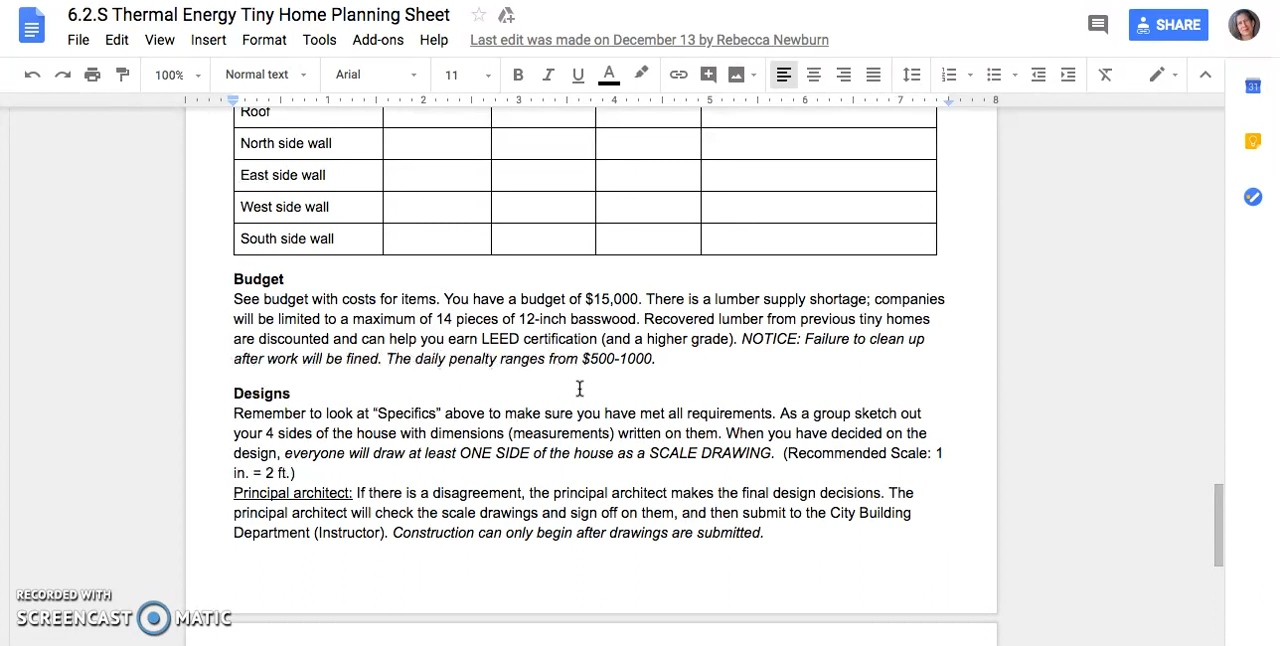 6.2.S Thermal Energy Tiny Home Planning Sheet
SHARE
File Edit View Insert Format Tools Add-ons Help Last edit was made on December 13 by Rebecca Newburn
100% Normal text Arial 11 B I U A
1 2 3 4 5 6 7 8
31
Roof
North side wall
East side wall
West side wall
South side wall
Budget
See budget with costs for items. You have a budget of $15,000. There is a lumber supply shortage; companies
will be limited to a maximum of 14 pieces of 12-inch basswood. Recovered lumber from previous tiny homes
are discounted and can help you earn LEED certification (and a higher grade). NOTICE: Failure to clean up
after work will be fined. The daily penalty ranges from $500-1000.
Designs
Remember to look at “Specifics” above to make sure you have met all requirements. As a group sketch out
your 4 sides of the house with dimensions (measurements) written on them. When you have decided on the
design, everyone will draw at least ONE SIDE of the house as a SCALE DRAWING. (Recommended Scale: 1
in. = 2 ft.)
Principal architect: If there is a disagreement, the principal architect makes the final design decisions. The
principal architect will check the scale drawings and sign off on them, and then submit to the City Building
Department (Instructor). Construction can only begin after drawings are submitted.
RECORDED WITH
SCREENCAST MATIC